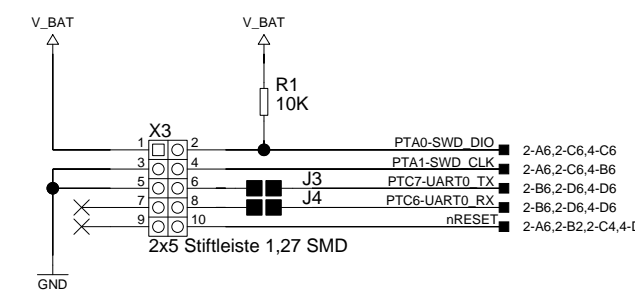 V_BAT V_BAT
R1
10K
X3
1 2 PTA0-SWD_DIO 2-A6,2-C6,4-C6
3 4 PTA1-SWD_CLK 2-A6,2-C6,4-B6
5 6 J3 PTC7-UART0_TX 2-B6,2-D6,4-D6
7 8 J4 PTC6-UART0_RX 2-B6,2-D6,4-D6
9 10 nRESET 2-A6,2-B2,2-C4,4-D
2x5 Stiftleiste 1,27 SMD
GND